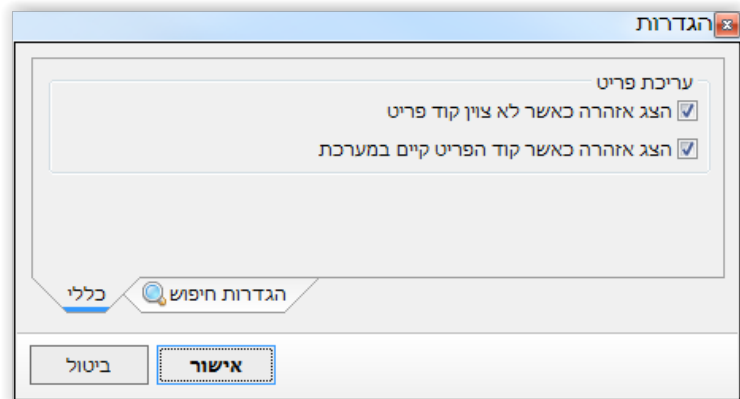 הגדרות
עריכת פריט
הצג אזהרה כאשר לא צוין קוד פריט
הצג אזהרה כאשר קוד הפריט קיים במערכת
הגדרות חיפוש
כללי
אישור
ביטול